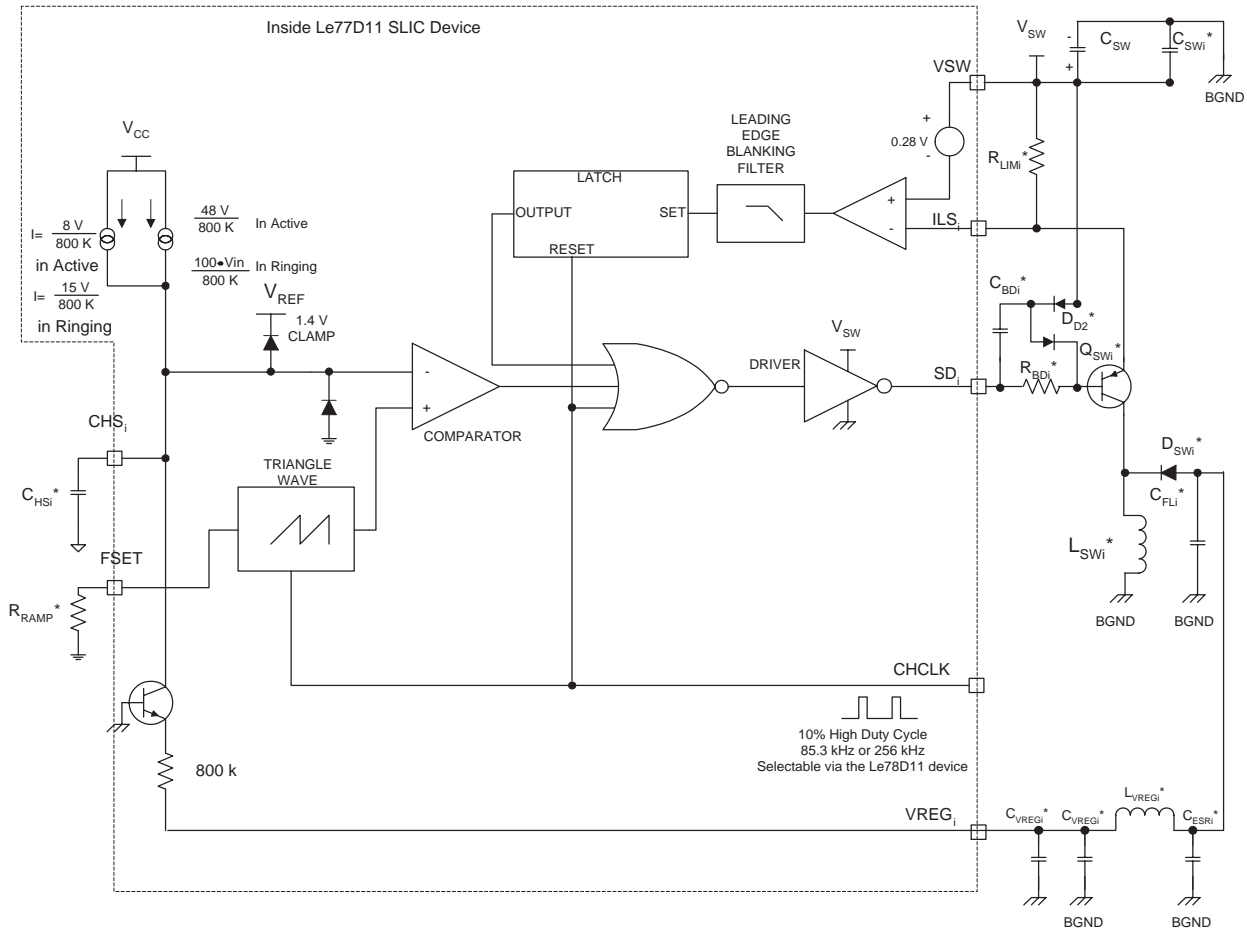 Inside Le77D11 SLIC Device
V_SW
C_SW
C_SWi*
-
+
VSW
BGND
V_CC
LEADING
EDGE
BLANKING
FILTER
+
0.28 V
-
R_LIMi*
LATCH
OUTPUT
SET
RESET
+
-
ILS_i
I= 8 V / 800 K
in Active
48 V / 800 K In Active
I= 15 V / 800 K
in Ringing
100•Vin / 800 K In Ringing
V_REF
1.4 V
CLAMP
C_BDi*
D_D2*
Q_SWi*
R_BDi*
V_SW
DRIVER
SD_i
-
+
COMPARATOR
CHS_i
C_HSi*
TRIANGLE
WAVE
D_SWi*
C_FLi*
L_SWi*
FSET
R_RAMP*
BGND
BGND
CHCLK
10% High Duty Cycle
85.3 kHz or 256 kHz
Selectable via the Le78D11 device
800 k
VREG_i
C_VREGi*
C_VREGi*
L_VREGi*
C_ESRi*
BGND
BGND